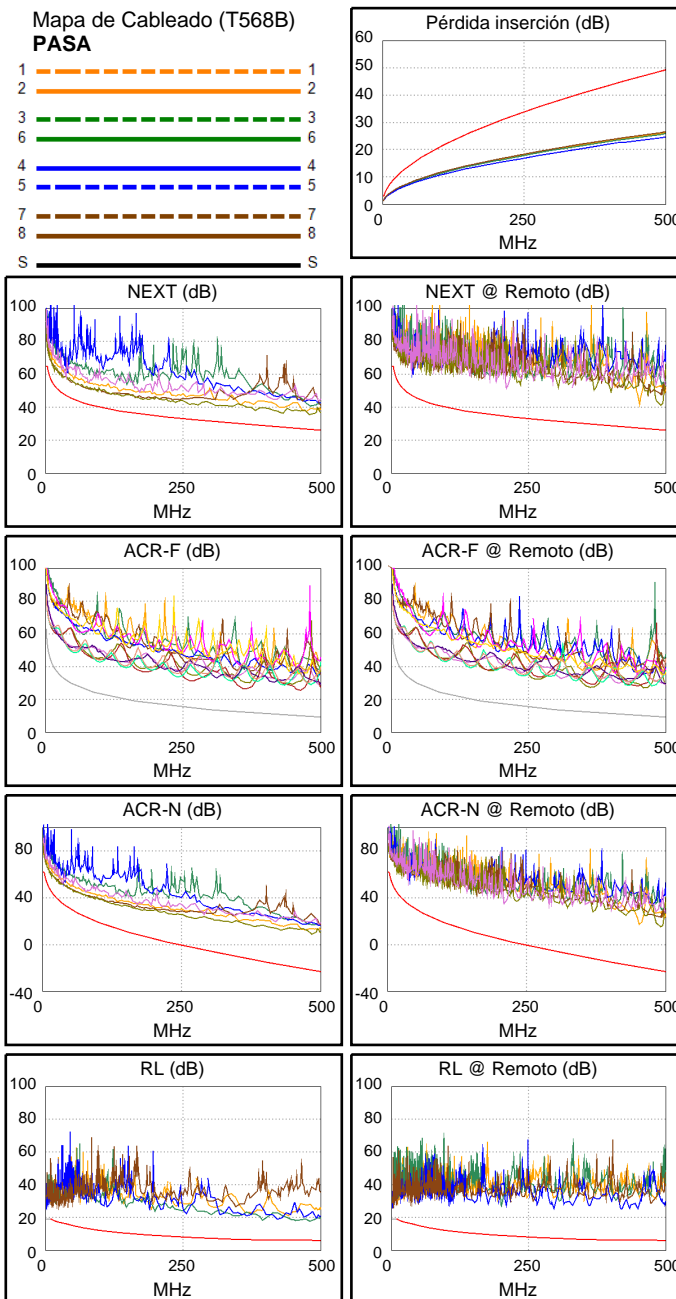 Mapa de Cableado (T568B)
PASA
1 1
2 2
3 3
6 6
4 4
5 5
7 7
8 8
S S
Pérdida inserción (dB)
60
50
40
30
20
10
0
0 250 500
MHz
NEXT (dB)
100
80
60
40
20
0
0 250 500
MHz
NEXT @ Remoto (dB)
100
80
60
40
20
0
0 250 500
MHz
ACR-F (dB)
100
80
60
40
20
0
0 250 500
MHz
ACR-F @ Remoto (dB)
100
80
60
40
20
0
0 250 500
MHz
ACR-N (dB)
80
40
0
-40
0 250 500
MHz
ACR-N @ Remoto (dB)
80
40
0
-40
0 250 500
MHz
RL (dB)
100
80
60
40
20
0
0 250 500
MHz
RL @ Remoto (dB)
100
80
60
40
20
0
0 250 500
MHz